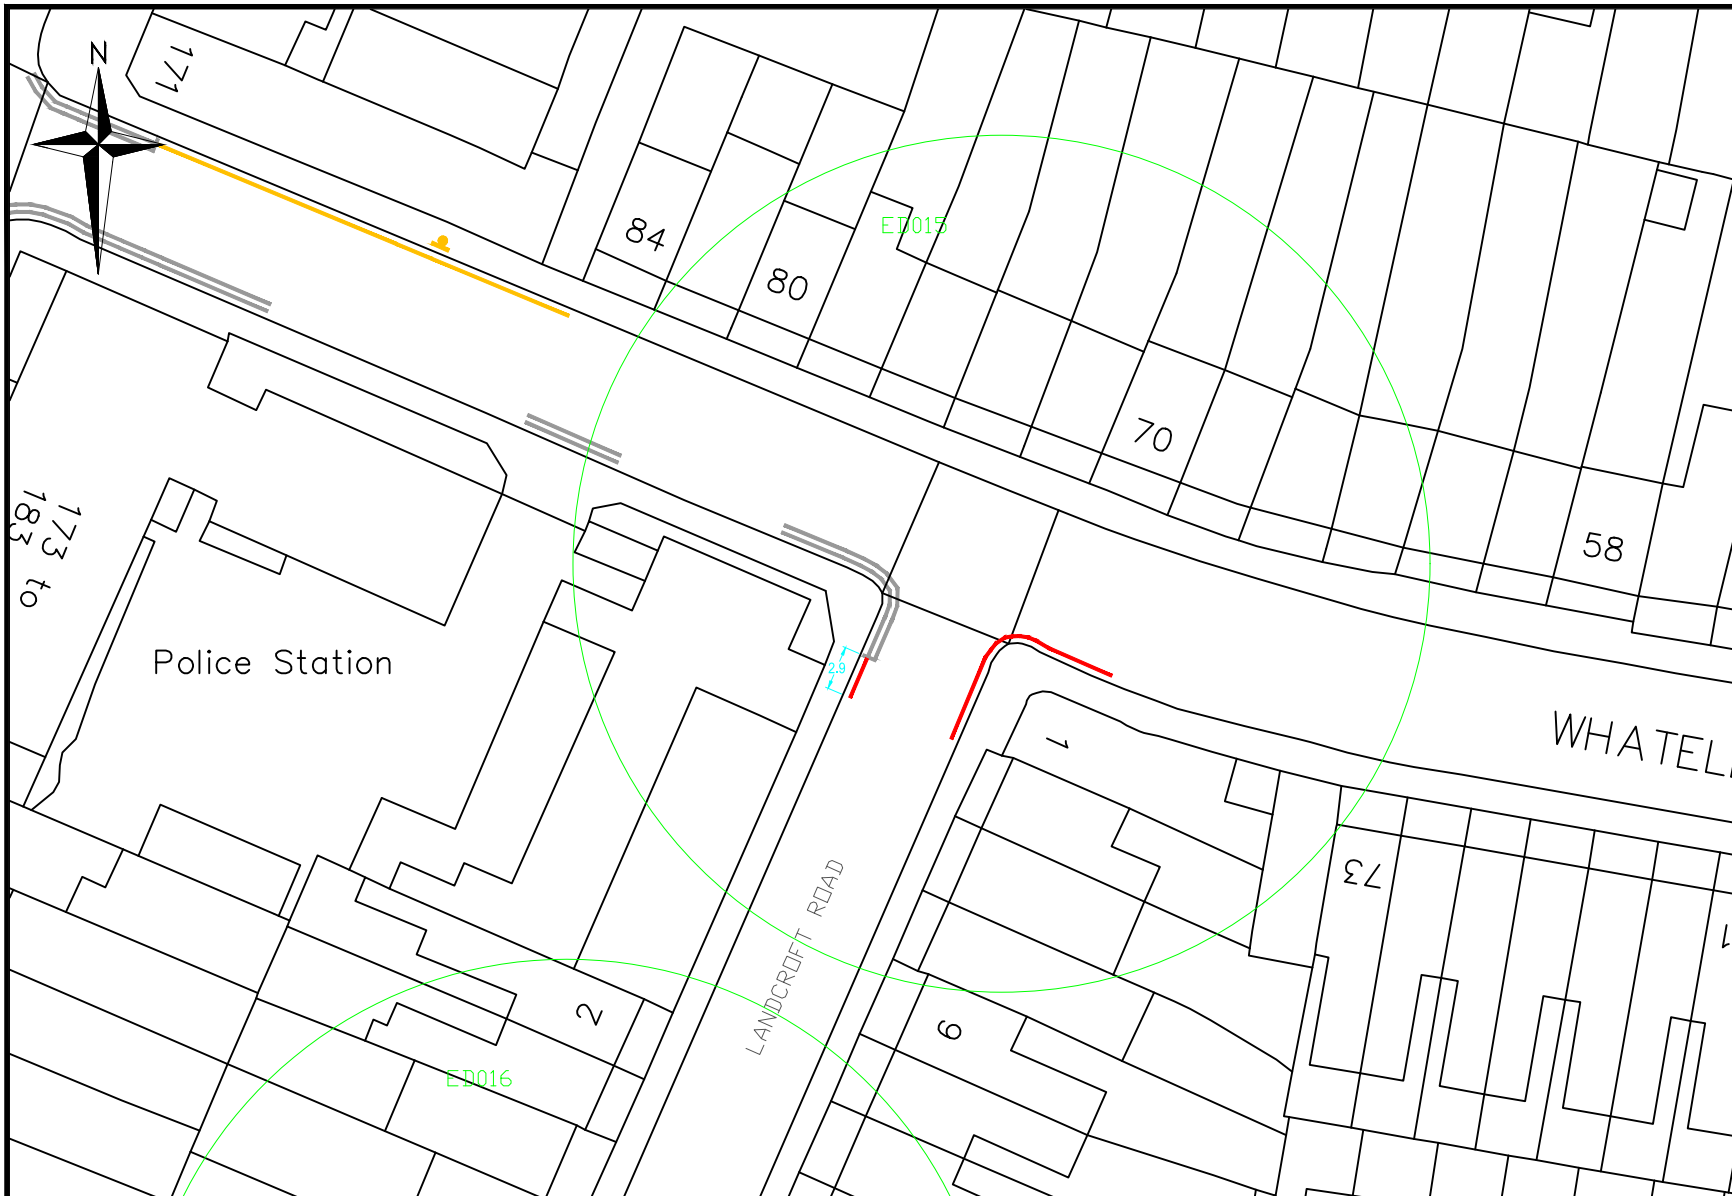 N
171
84
80
ED015
70
58
173 to
183
Police Station
2.9
1
WHATEL
73
LANDCROFT ROAD
2
9
ED016